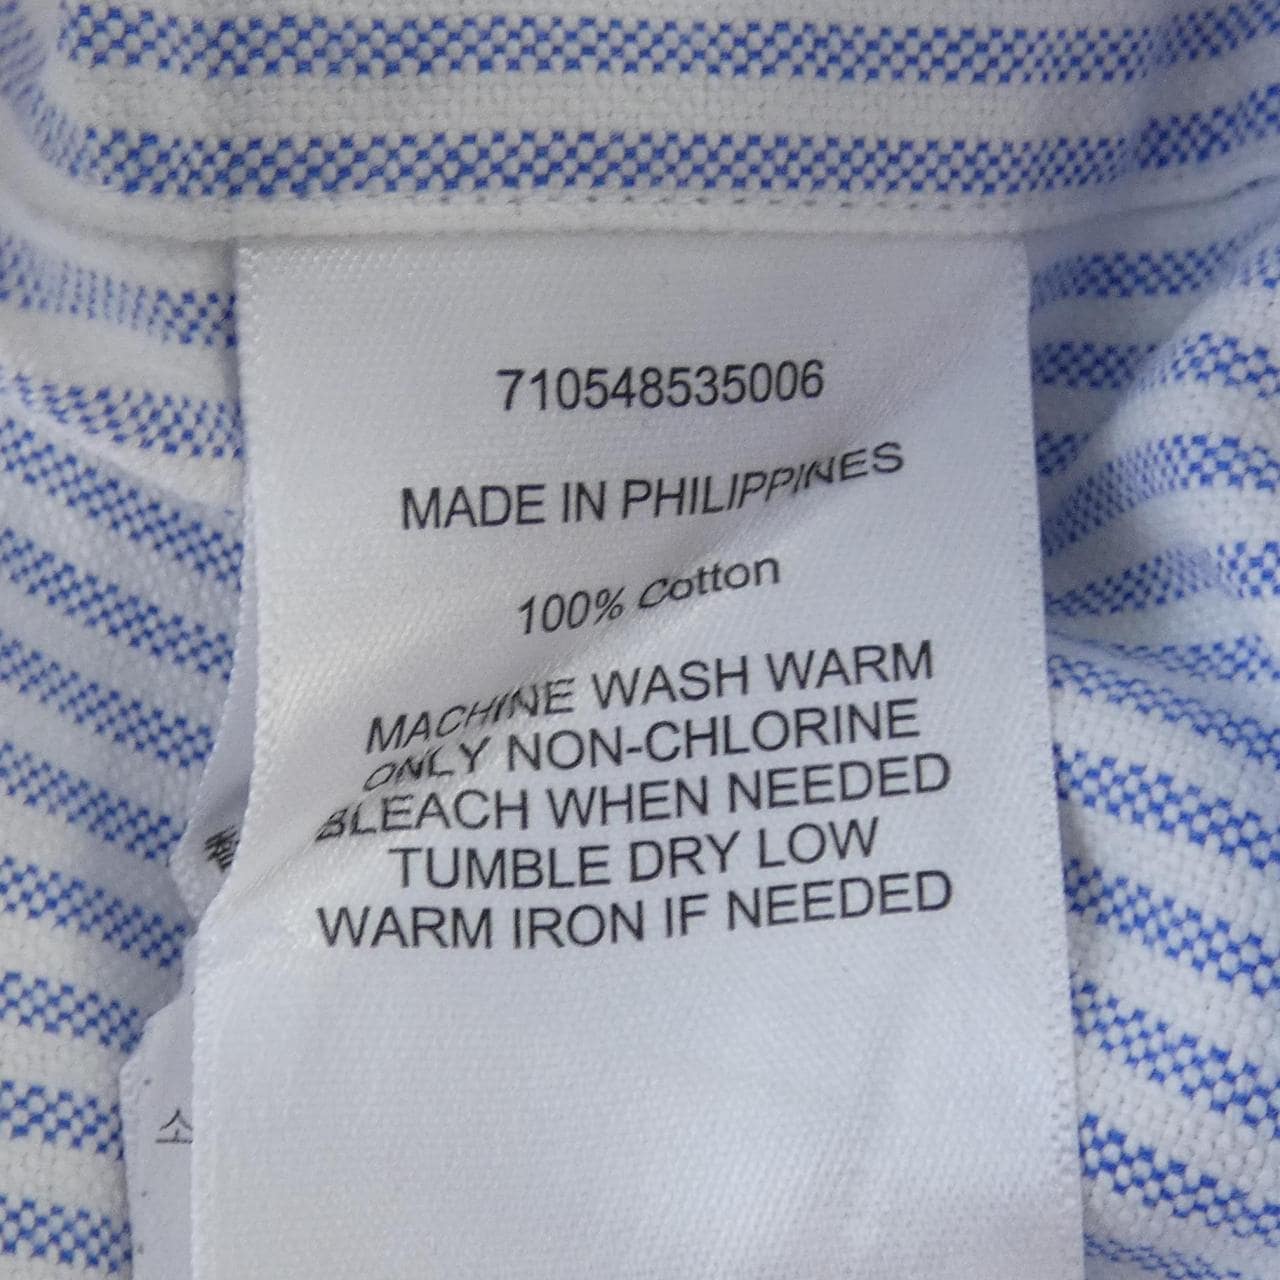 710548535006
MADE IN PHILIPPINES
100% Cotton
MACHINE WASH WARM
ONLY NON-CHLORINE
BLEACH WHEN NEEDED
TUMBLE DRY LOW
WARM IRON IF NEEDED
소